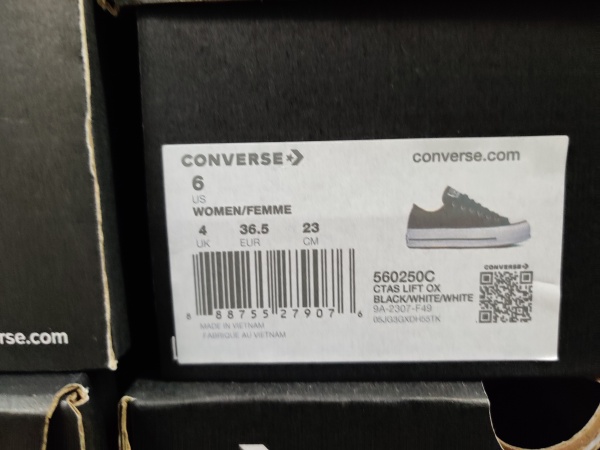 CONVERSE
converse.com
6
US
WOMEN/FEMME
4 36.5 23
UK EUR CM
CONVERSE
560250C
CTAS LIFT OX
BLACK/WHITE/WHITE
9A-2307-F49
8 88755 27907 6
MADE IN VIETNAM
FABRIQUE AU VIETNAM
rse.com